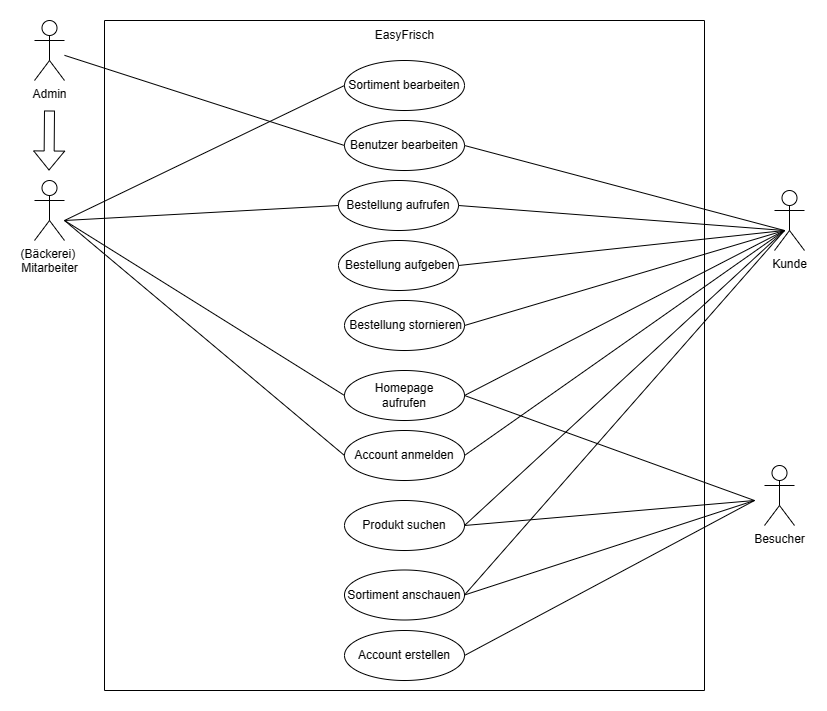 EasyFrisch
Admin
Sortiment bearbeiten
Benutzer bearbeiten
Bestellung aufrufen
(Bäckerei)
Mitarbeiter
Bestellung aufgeben
Kunde
Bestellung stornieren
Homepage
aufrufen
Account anmelden
Produkt suchen
Besucher
Sortiment anschauen
Account erstellen